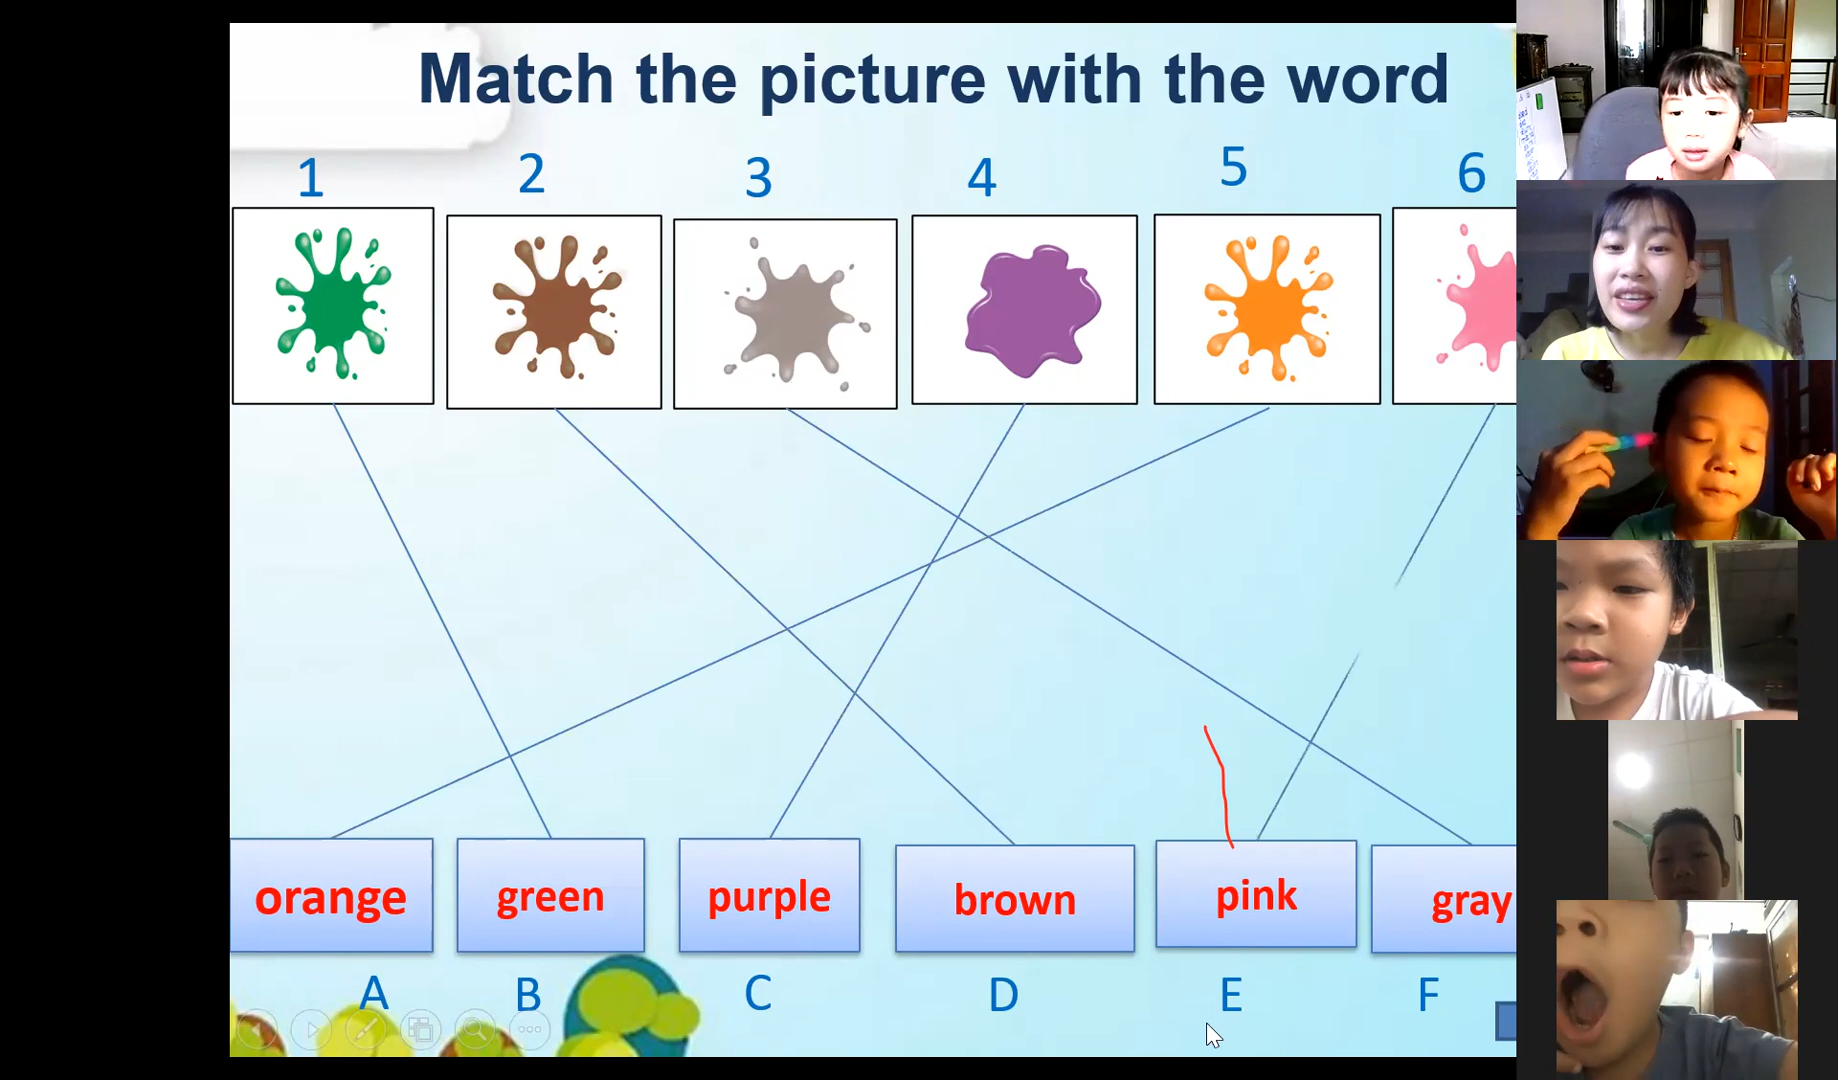 Match the picture with the word
1 2 3 4 5 6
orange green purple brown pink gray
A B C D E F